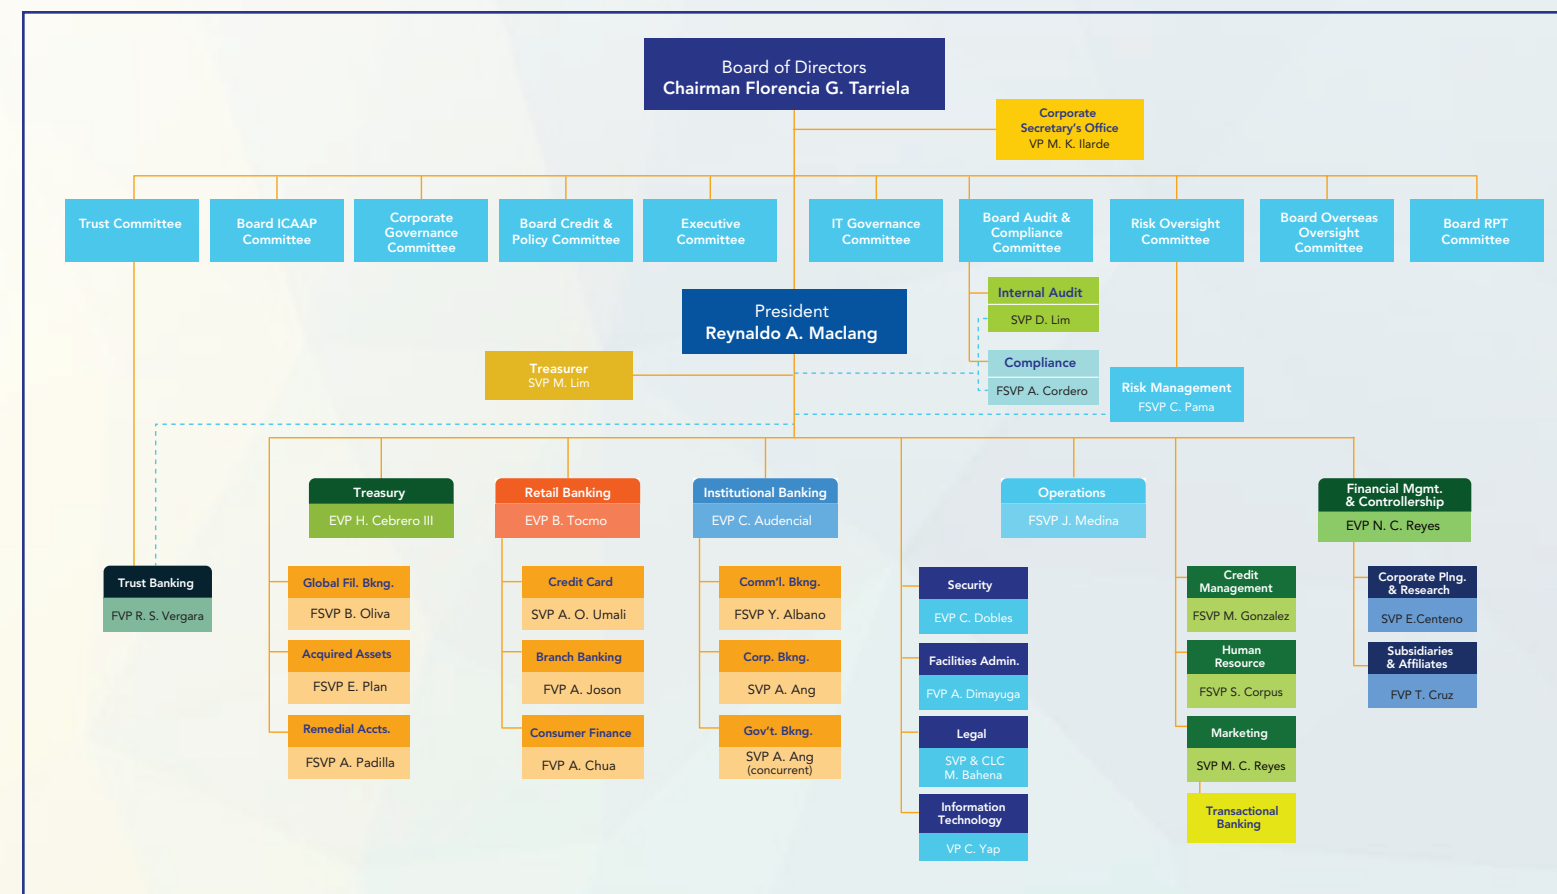 Board of Directors
Chairman Florencia G. Tarriela
Corporate
Secretary's Office
VP M. K. Ilarde
Trust Committee
Board ICAAP
Committee
Corporate
Governance
Committee
Board Credit &
Policy Committee
Executive
Committee
IT Governance
Committee
Board Audit &
Compliance
Committee
Risk Oversight
Committee
Board Overseas
Oversight
Committee
Board RPT
Committee
Internal Audit
SVP D. Lim
President
Reynaldo A. Maclang
Treasurer
SVP M. Lim
Compliance
FSVP A. Cordero
Risk Management
FSVP C. Pama
Treasury
EVP H. Cebrero III
Retail Banking
EVP B. Tocmo
Institutional Banking
EVP C. Audencial
Operations
FSVP J. Medina
Financial Mgmt.
& Controllership
EVP N. C. Reyes
Trust Banking
FVP R. S. Vergara
Global Fil. Bkng.
FSVP B. Oliva
Acquired Assets
FSVP E. Plan
Remedial Accts.
FSVP A. Padilla
Credit Card
SVP A. O. Umali
Branch Banking
FVP A. Joson
Consumer Finance
FVP A. Chua
Comm'l. Bkng.
FSVP Y. Albano
Corp. Bkng.
SVP A. Ang
Gov't. Bkng.
SVP A. Ang
(concurrent)
Security
EVP C. Dobles
Facilities Admin.
FVP A. Dimayuga
Legal
SVP & CLC
M. Bahena
Information
Technology
VP C. Yap
Credit
Management
FSVP M. Gonzalez
Human
Resource
FSVP S. Corpus
Marketing
SVP M. C. Reyes
Transactional
Banking
Corporate Plng.
& Research
SVP E.Centeno
Subsidiaries
& Affiliates
FVP T. Cruz